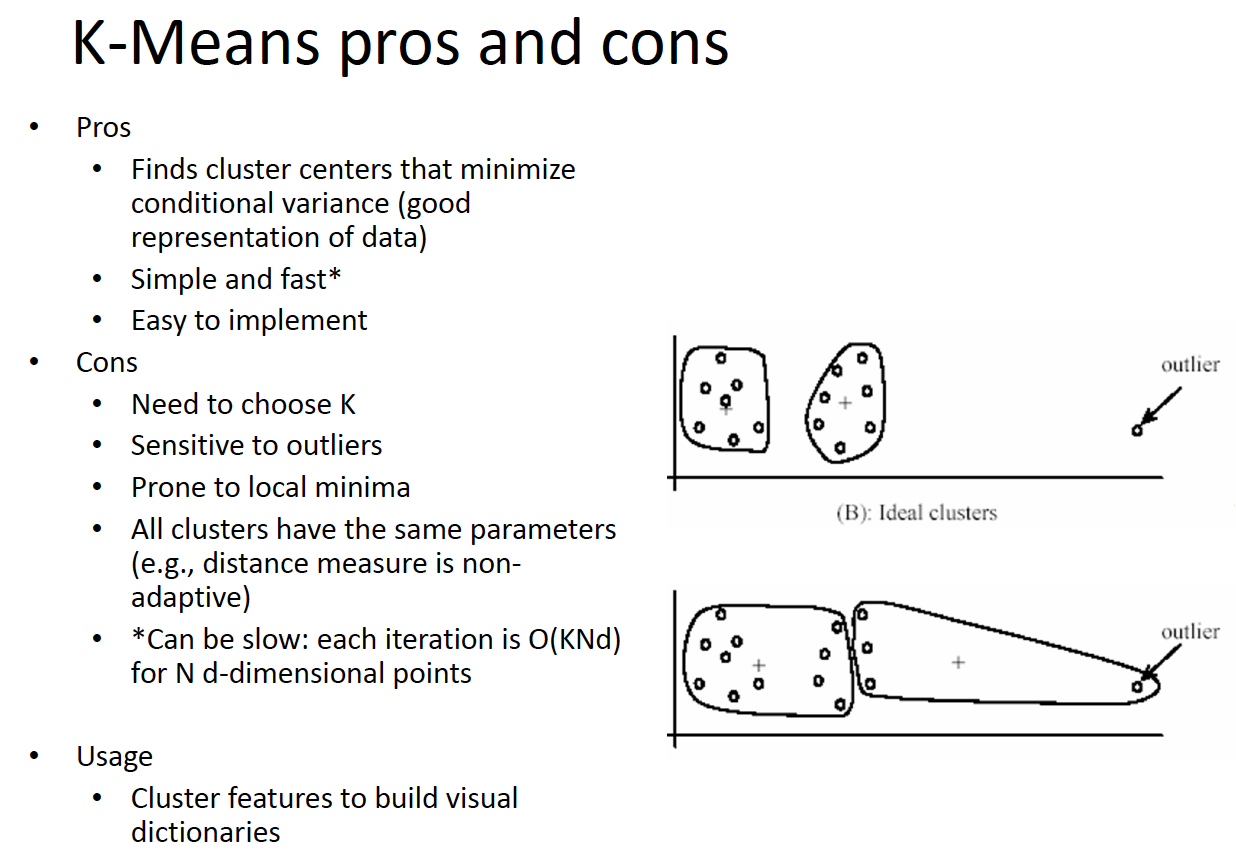 K-Means pros and cons
• Pros
• Finds cluster centers that minimize
conditional variance (good
representation of data)
• Simple and fast*
• Easy to implement
• Cons
• Need to choose K
• Sensitive to outliers
• Prone to local minima
• All clusters have the same parameters
(e.g., distance measure is non-
adaptive)
• *Can be slow: each iteration is O(KNd)
for N d-dimensional points
• Usage
• Cluster features to build visual
dictionaries
outlier
(B): Ideal clusters
outlier